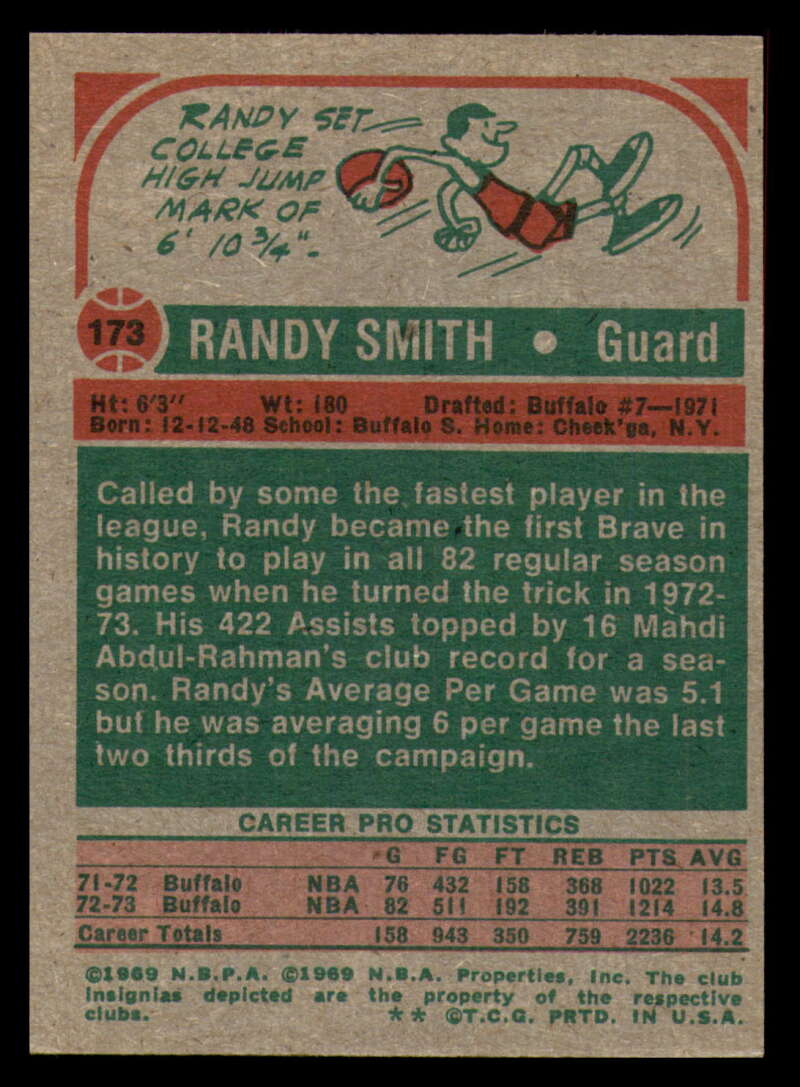 RANDY SET
COLLEGE
HIGH JUMP
MARK OF
6' 10 3/4".
173 RANDY SMITH • Guard
Ht: 6'3" Wt: 180 Drafted: Buffalo #7—1971
Born: 12-12-48 School: Buffalo S. Home: Cheek'ga, N.Y.
Called by some the fastest player in the
league, Randy became the first Brave in
history to play in all 82 regular season
games when he turned the trick in 1972-
73. His 422 Assists topped by 16 Mahdi
Abdul-Rahman's club record for a sea-
son. Randy's Average Per Game was 5.1
but he was averaging 6 per game the last
two thirds of the campaign.
CAREER PRO STATISTICS
G FG FT REB PTS AVG
71-72 Buffalo NBA 76 432 158 368 1022 13.5
72-73 Buffalo NBA 82 511 192 391 1214 14.8
Career Totals 158 943 350 759 2236 14.2
©1969 N.B.P.A. ©1969 N.B.A. Properties, Inc. The club
insignias depicted are the property of the respective
clubs. ** ©T.C.G. PRTD. IN U.S.A.